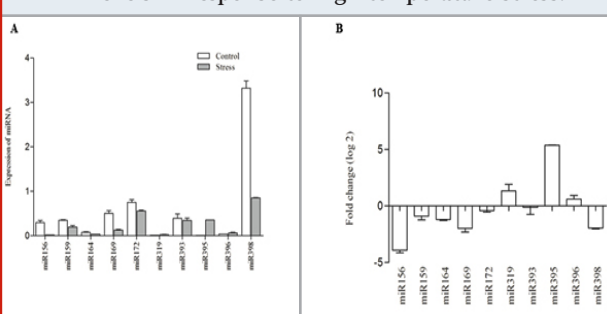 A
B
Control
Stress
Expression of miRNA
4
3
2
1
0
miR156
miR159
miR164
miR169
miR172
miR319
miR393
miR395
miR396
miR398
Fold change (log 2)
10
5
0
-5
miR156
miR159
miR164
miR169
miR172
miR319
miR393
miR395
miR396
miR398